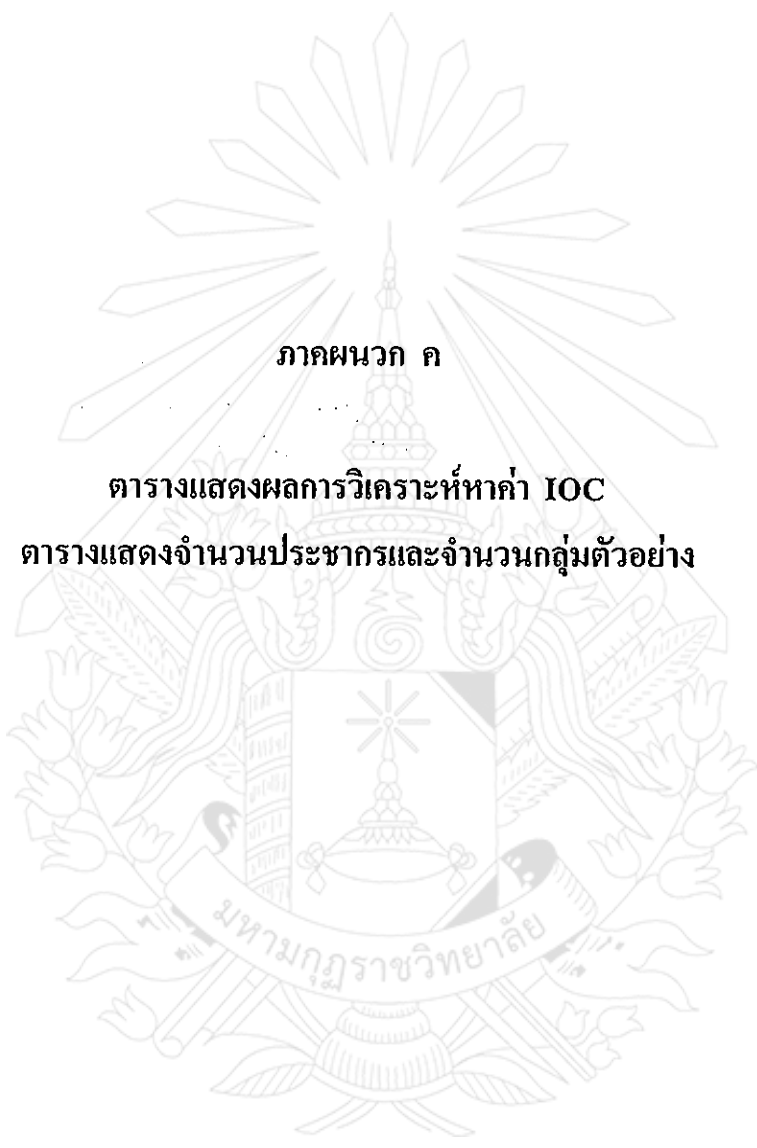 ภาคผนวก ค
ตารางแสดงผลการวิเคราะห์หาค่า IOC
ตารางแสดงจำนวนประชากรและจำนวนกลุ่มตัวอย่าง
มหามกุฏราชวิทยาลัย